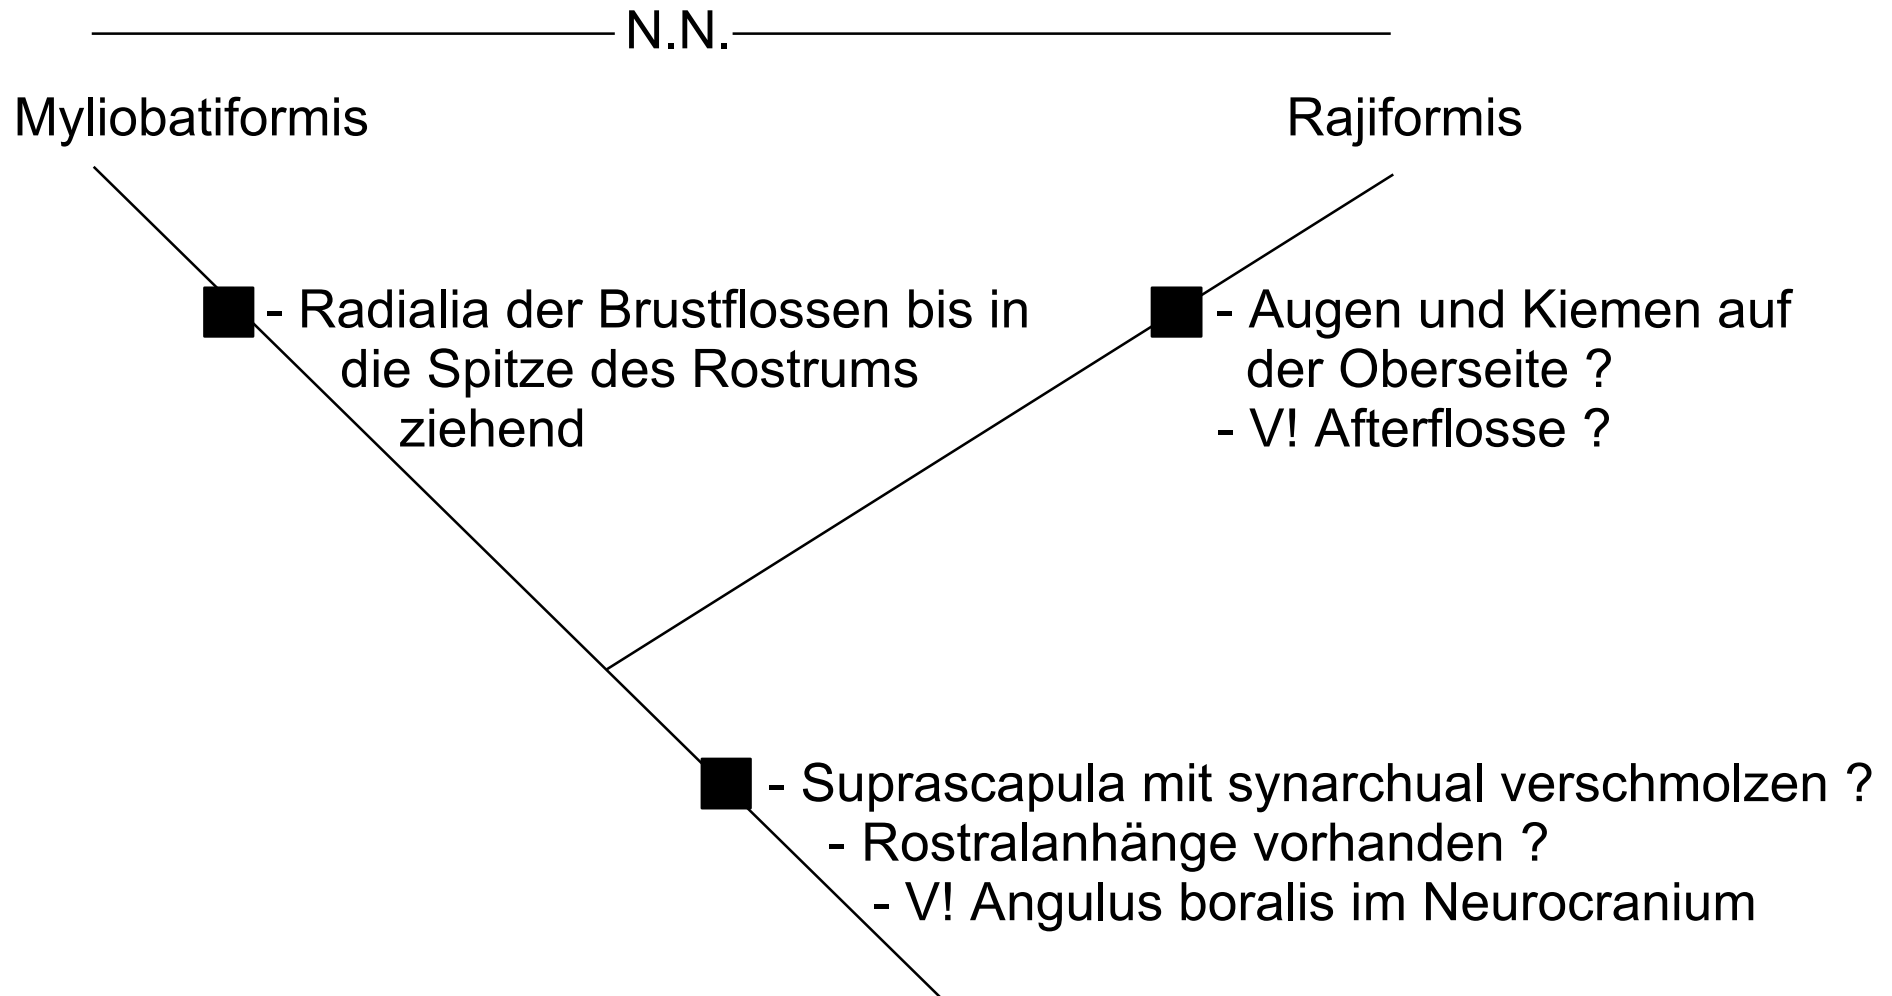 N.N.
Myliobatiformis
Rajiformis
- Radialia der Brustflossen bis in
die Spitze des Rostrums
ziehend
- Augen und Kiemen auf
der Oberseite ?
- V! Afterflosse ?
- Suprascapula mit synarchual verschmolzen ?
- Rostralanhänge vorhanden ?
- V! Angulus boralis im Neurocranium